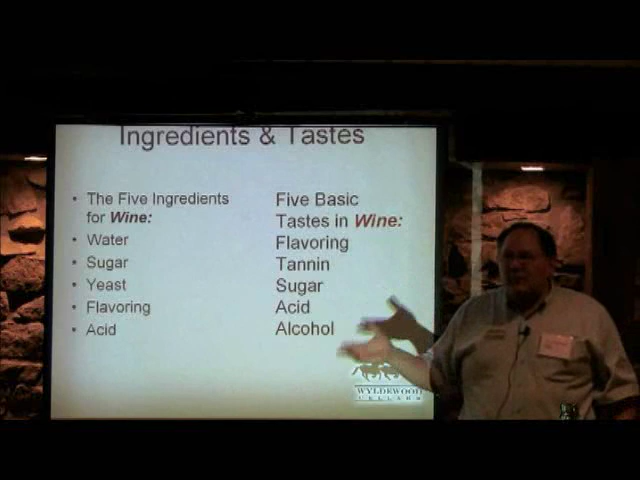 Ingredients & Tastes
• The Five Ingredients
for Wine:
• Water
• Sugar
• Yeast
• Flavoring
• Acid
Five Basic
Tastes in Wine:
Flavoring
Tannin
Sugar
Acid
Alcohol
WYLDEWOOD
CELLARS